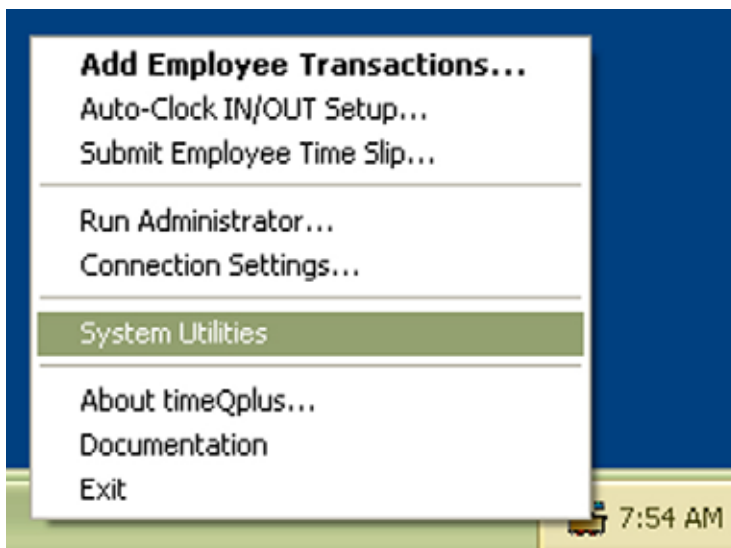 Add Employee Transactions...
Auto-Clock IN/OUT Setup...
Submit Employee Time Slip...
Run Administrator...
Connection Settings...
System Utilities
About timeQplus...
Documentation
Exit
7:54 AM